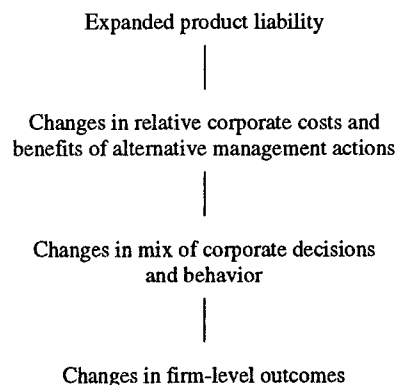 Expanded product liability
Changes in relative corporate costs and
benefits of alternative management actions
Changes in mix of corporate decisions
and behavior
Changes in firm-level outcomes